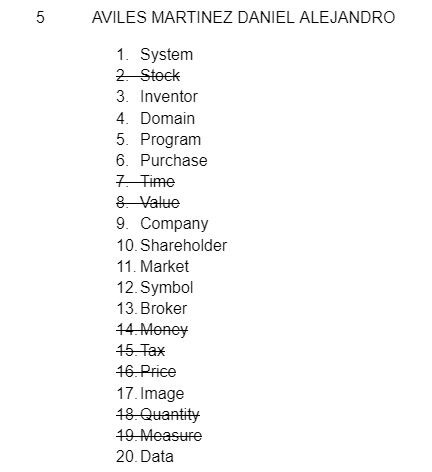 5 AVILES MARTINEZ DANIEL ALEJANDRO
1. System
2. Stock
3. Inventor
4. Domain
5. Program
6. Purchase
7. Time
8. Value
9. Company
10. Shareholder
11. Market
12. Symbol
13. Broker
14. Money
15. Tax
16. Price
17. Image
18. Quantity
19. Measure
20. Data